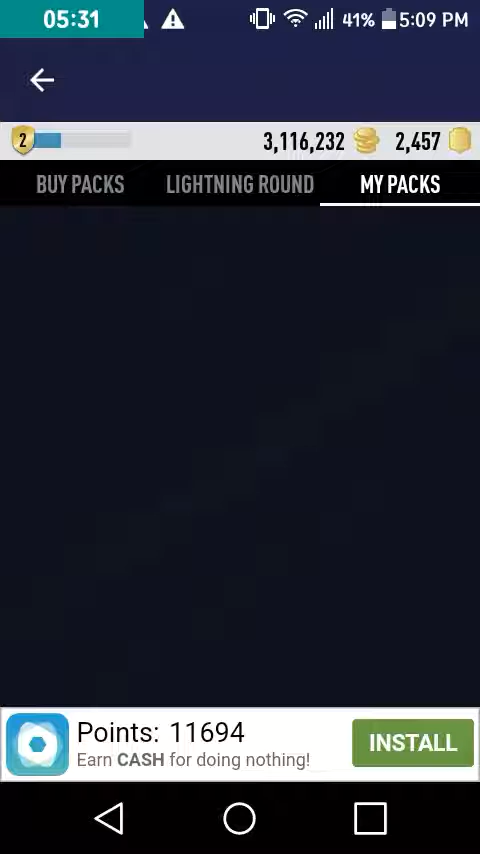 05:31 41% 5:09 PM
2 3,116,232 2,457
BUY PACKS LIGHTNING ROUND MY PACKS
Points: 11694
Earn CASH for doing nothing!
INSTALL